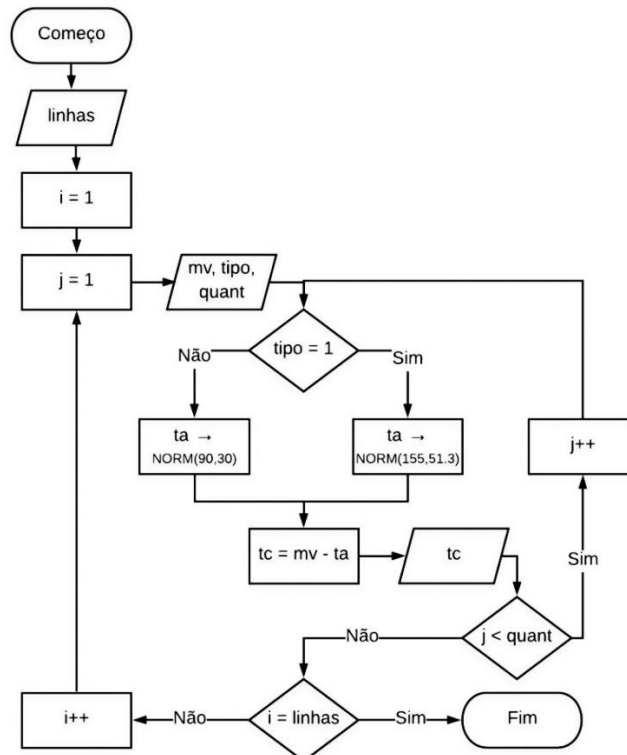 Começo
linhas
i = 1
j = 1
mv, tipo,
quant
tipo = 1
Não
Sim
ta →
NORM(90,30)
ta →
NORM(155,51.3)
j++
tc = mv - ta
tc
Sim
j < quant
Não
i++
Não
i = linhas
Sim
Fim